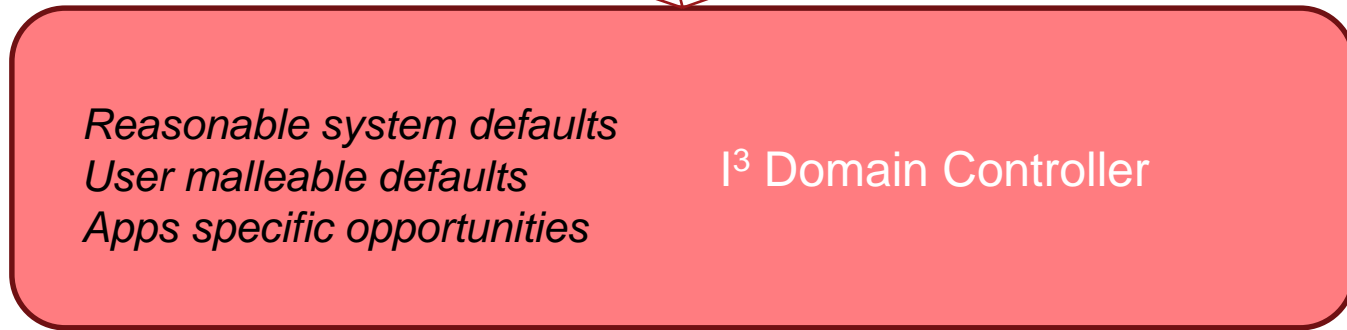 Reasonable system defaults
User malleable defaults
Apps specific opportunities
I³ Domain Controller